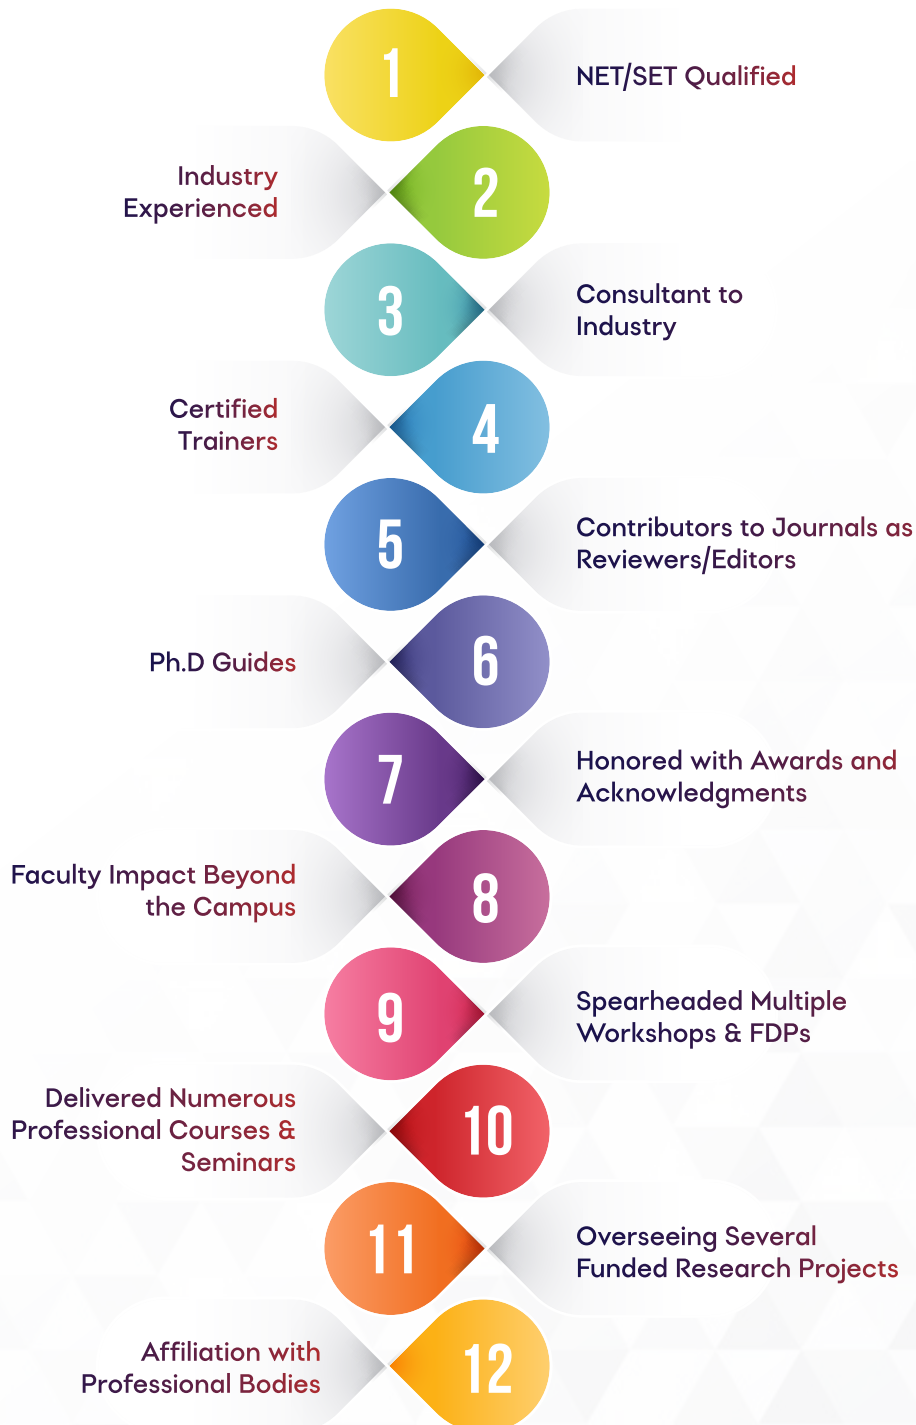 1
NET/SET Qualified
Industry
Experienced
2
3
Consultant to
Industry
Certified
Trainers
4
5
Contributors to Journals as
Reviewers/Editors
Ph.D Guides
6
7
Honored with Awards and
Acknowledgments
Faculty Impact Beyond
the Campus
8
9
Spearheaded Multiple
Workshops & FDPs
Delivered Numerous
Professional Courses &
Seminars
10
11
Overseeing Several
Funded Research Projects
Affiliation with
Professional Bodies
12